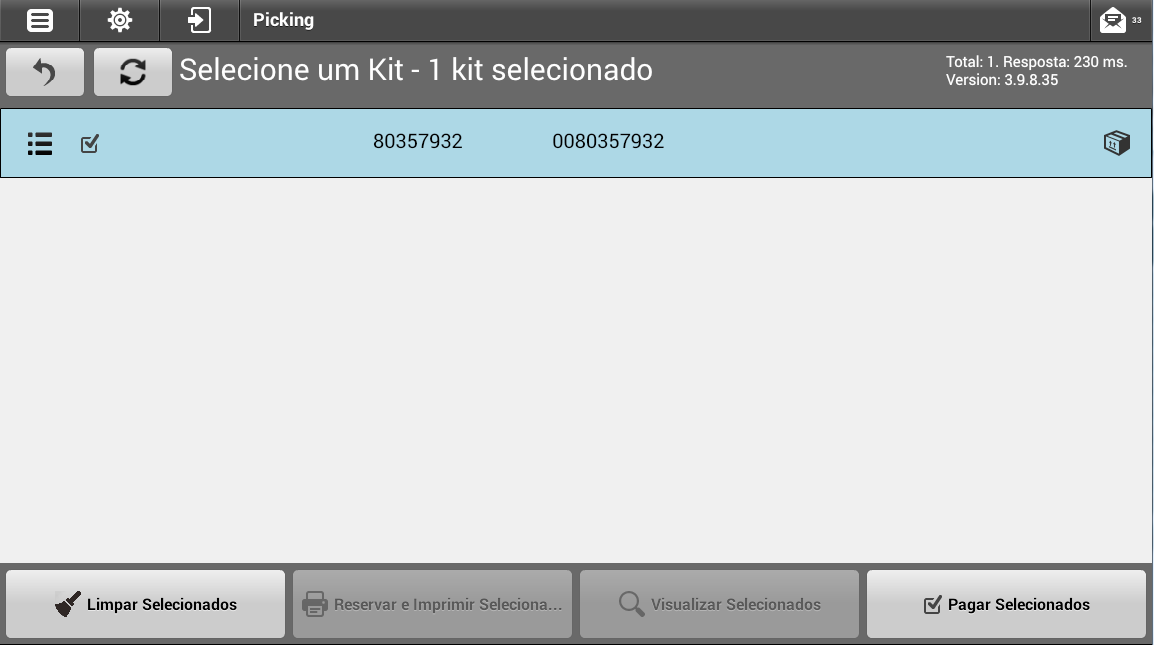 Picking
33
Selecione um Kit - 1 kit selecionado
Total: 1. Resposta: 230 ms.
Version: 3.9.8.35
80357932 0080357932
Limpar Selecionados
Reservar e Imprimir Seleciona...
Visualizar Selecionados
Pagar Selecionados